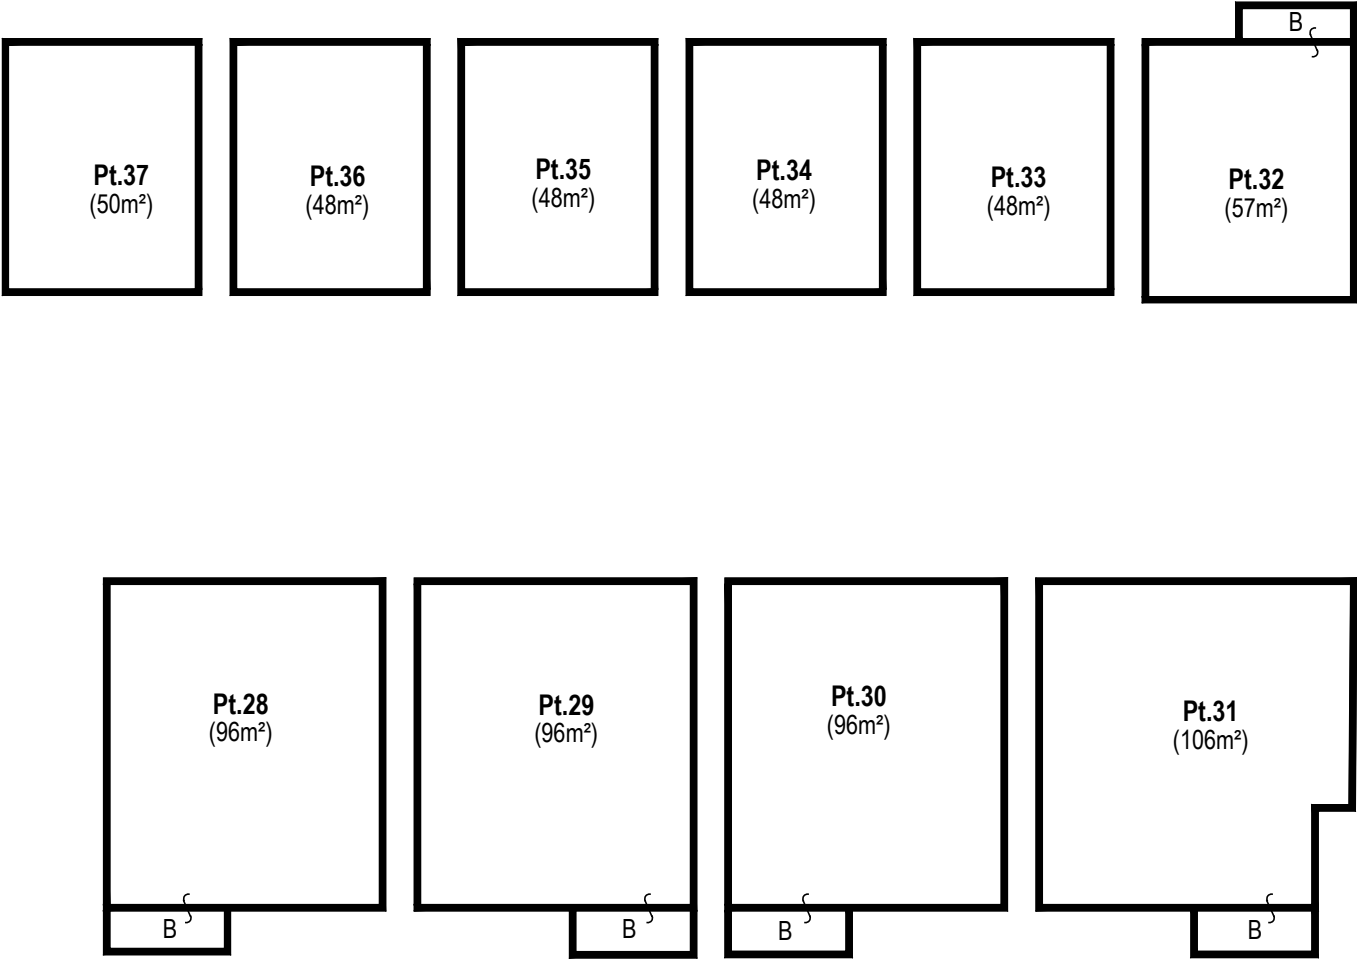 B
Pt.37
(50m²)
Pt.36
(48m²)
Pt.35
(48m²)
Pt.34
(48m²)
Pt.33
(48m²)
Pt.32
(57m²)
Pt.28
(96m²)
Pt.29
(96m²)
Pt.30
(96m²)
Pt.31
(106m²)
B
B
B
B